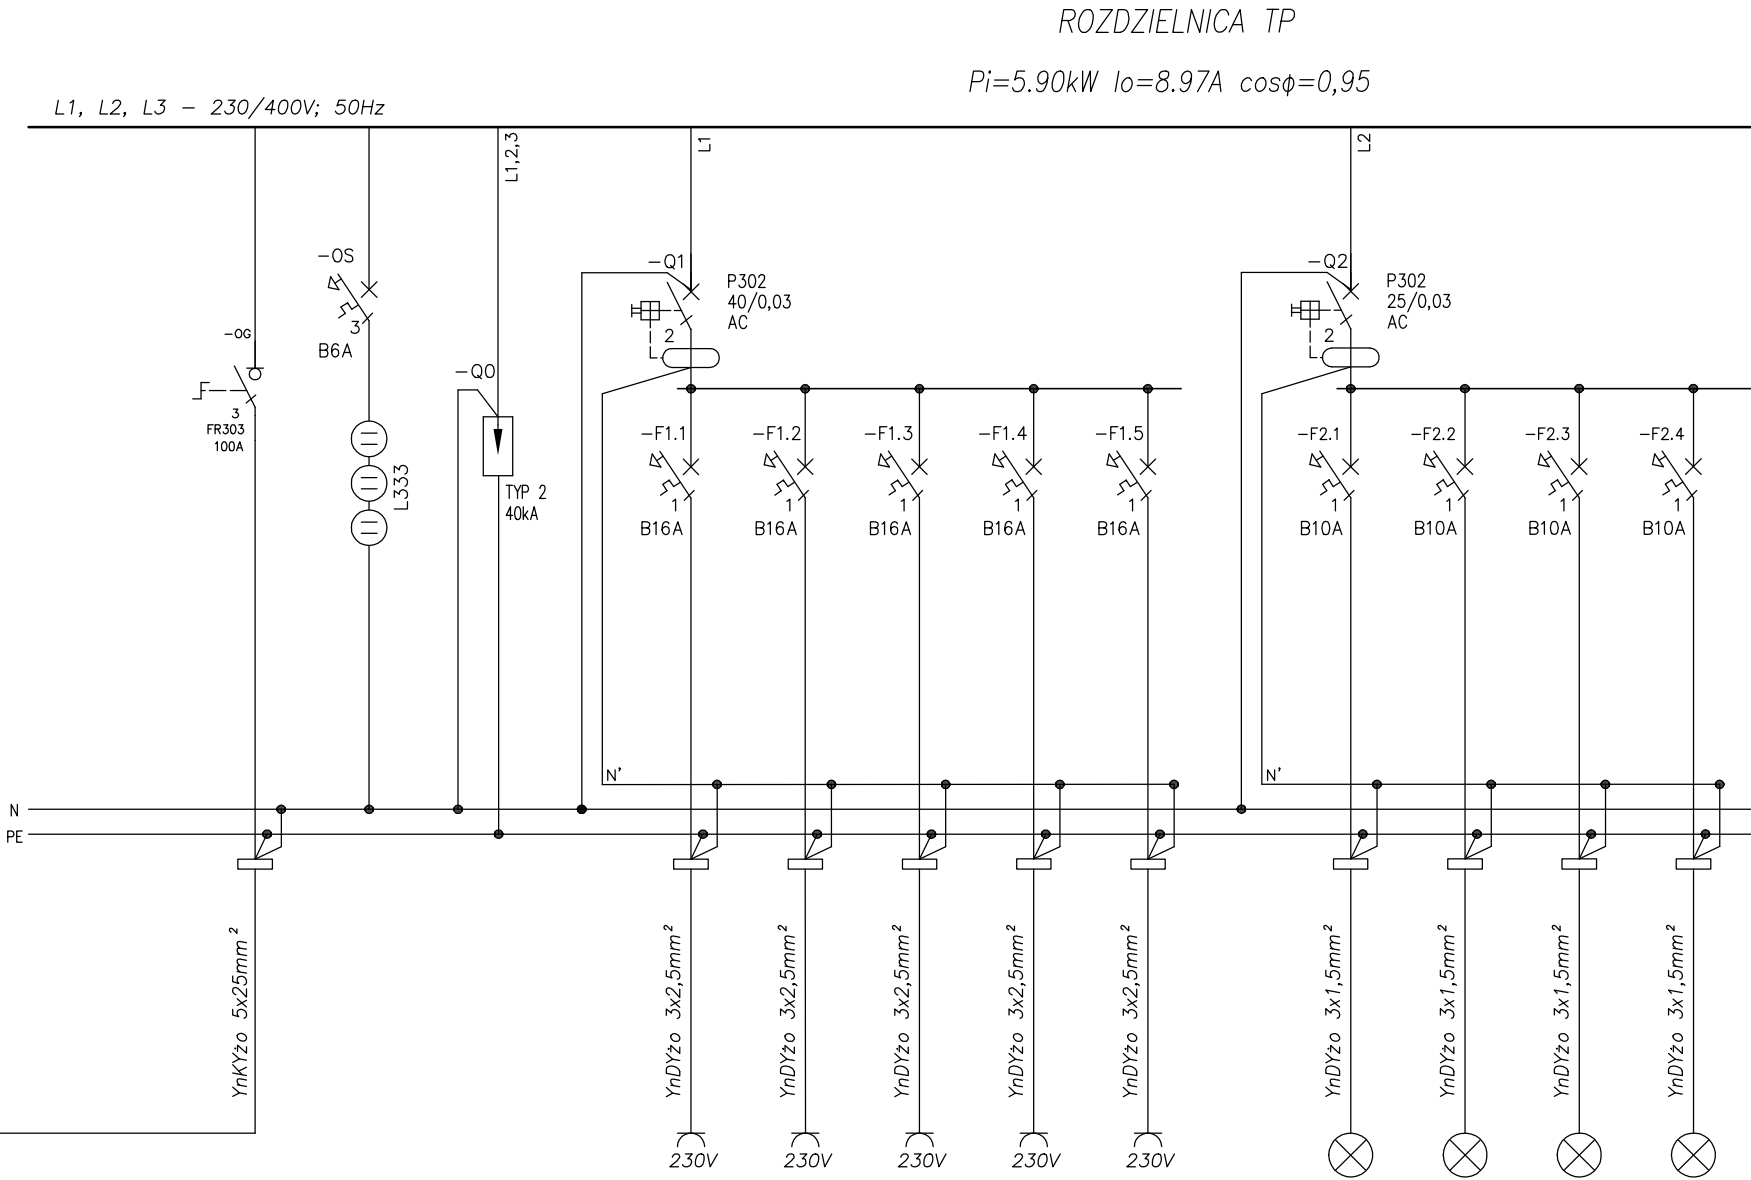 ROZDZIELNICA TP
Pi=5.90kW Io=8.97A cosφ=0,95
L1, L2, L3 – 230/400V; 50Hz
L1,2,3
L1
L2
–OG
3
FR303
100A
–OS
3
B6A
L333
–Q0
TYP 2
40kA
–Q1
P302
40/0,03
AC
2
–Q2
P302
25/0,03
AC
2
–F1.1
1
B16A
–F1.2
1
B16A
–F1.3
1
B16A
–F1.4
1
B16A
–F1.5
1
B16A
–F2.1
1
B10A
–F2.2
1
B10A
–F2.3
1
B10A
–F2.4
1
B10A
N'
N'
N
PE
YnKYżo 5x25mm²
YnDYżo 3x2,5mm²
YnDYżo 3x2,5mm²
YnDYżo 3x2,5mm²
YnDYżo 3x2,5mm²
YnDYżo 3x2,5mm²
YnDYżo 3x1,5mm²
YnDYżo 3x1,5mm²
YnDYżo 3x1,5mm²
YnDYżo 3x1,5mm²
230V
230V
230V
230V
230V